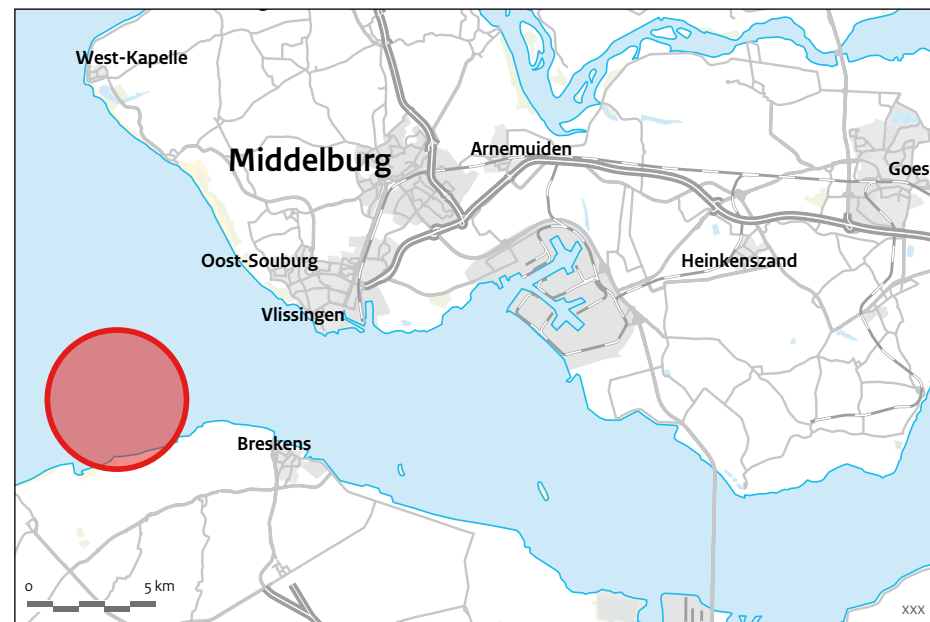 West-Kapelle
Middelburg
Arnemuiden
Goes
Oost-Souburg
Heinkenszand
Vlissingen
Breskens
0 5 km
xxx